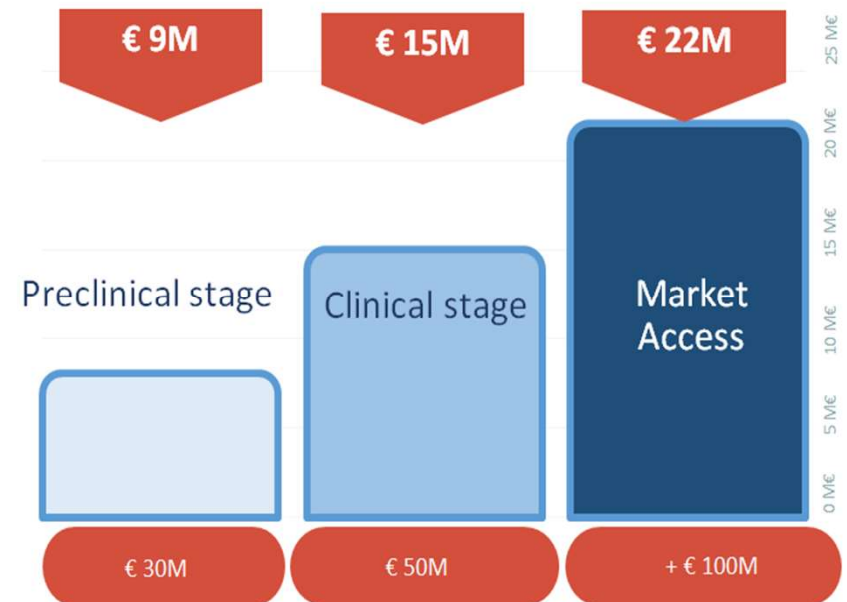 € 9M
€ 15M
€ 22M
25 M€
20 M€
15 M€
10 M€
5 M€
0 M€
Preclinical stage
Clinical stage
Market
Access
€ 30M
€ 50M
+ € 100M